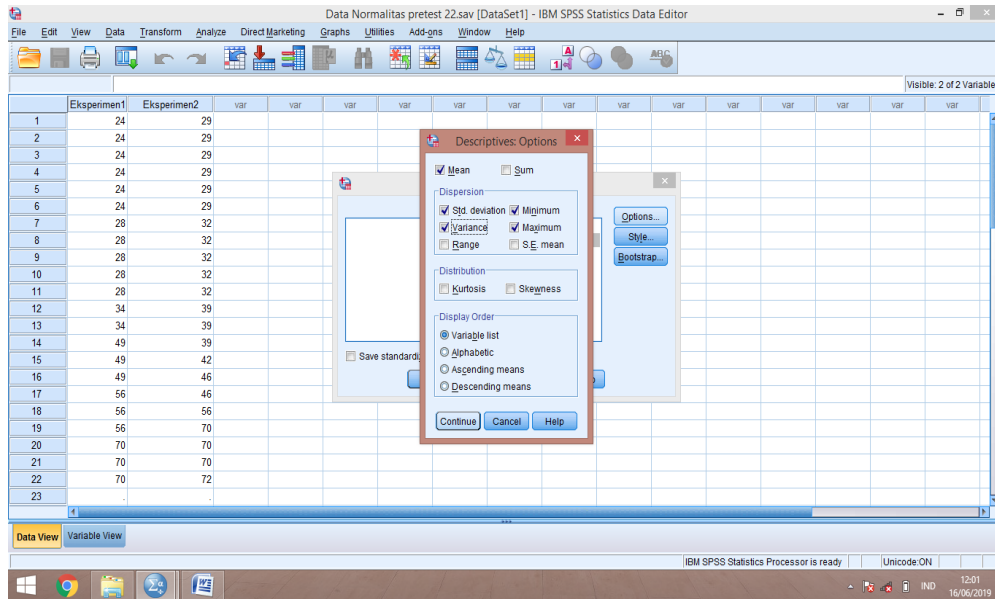 Data Normalitas pretest 22.sav [DataSet1] - IBM SPSS Statistics Data Editor
File Edit View Data Transform Analyze Direct Marketing Graphs Utilities Add-ons Window Help
Visible: 2 of 2 Variable
Eksperimen1 Eksperimen2 var var var var var var var var var var var var var var
1 24 29
2 24 29
3 24 29
4 24 29
5 24 29
6 24 29
7 28 32
8 28 32
9 28 32
10 28 32
11 28 32
12 34 39
13 34 39
14 49 39
15 49 42
16 49 46
17 56 46
18 56 56
19 56 70
20 70 70
21 70 70
22 70 72
23 . .
Descriptives: Options
Mean Sum
Dispersion
Std. deviation Minimum
Variance Maximum
Range S.E. mean
Distribution
Kurtosis Skewness
Display Order
Variable list
Alphabetic
Ascending means
Descending means
Continue Cancel Help
Options...
Style...
Bootstrap...
Save standardi
Data View Variable View
IBM SPSS Statistics Processor is ready Unicode:ON
IND 12:01
16/06/2019